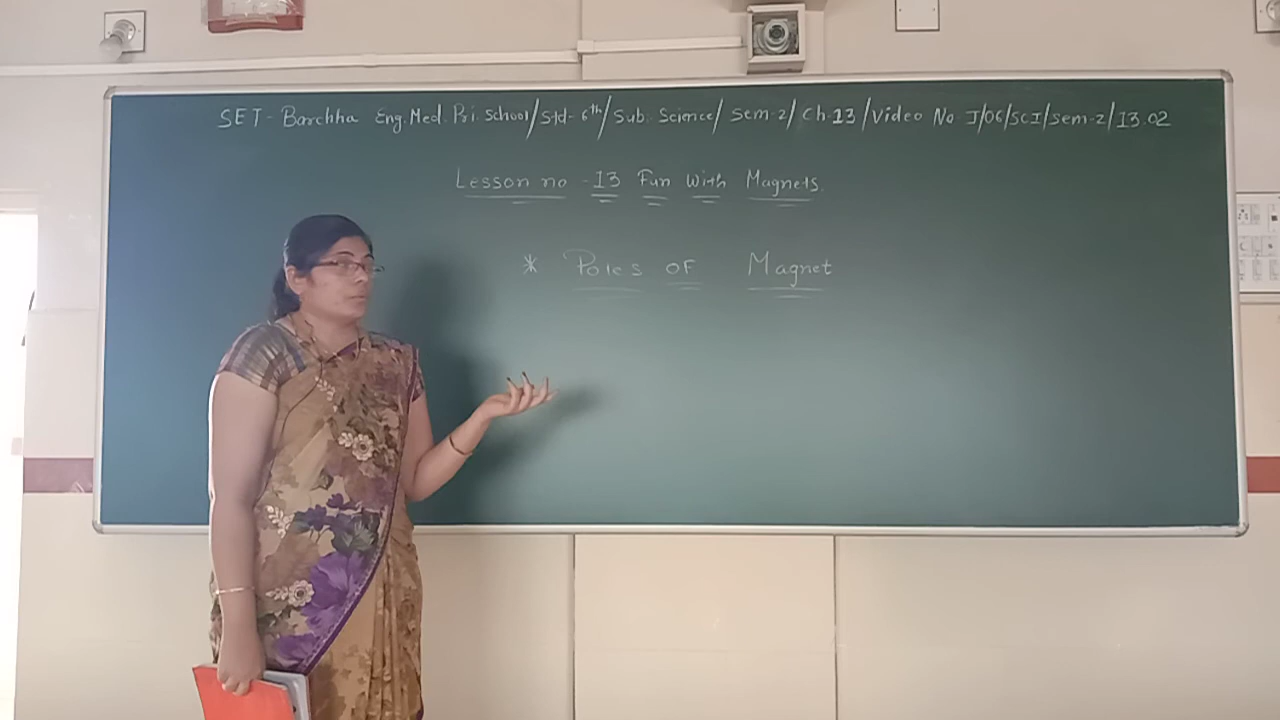 SET - Barchha Eng. Med. Pri. School/Std- 6th/Sub. Science/Sem-2/Ch.13/Video No I/06/SCI/sem-2/13.02
Lesson no - 13 Fun With Magnets.
* Poles OF Magnet